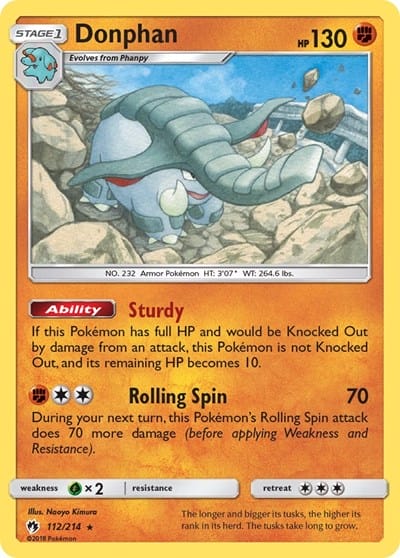 STAGE 1
Donphan
HP 130
Evolves from Phanpy
NO. 232 Armor Pokémon HT: 3'07" WT: 264.6 lbs.
Ability Sturdy
If this Pokémon has full HP and would be Knocked Out
by damage from an attack, this Pokémon is not Knocked
Out, and its remaining HP becomes 10.
Rolling Spin 70
During your next turn, this Pokémon's Rolling Spin attack
does 70 more damage (before applying Weakness and
Resistance).
weakness ×2 resistance retreat
Illus. Naoyo Kimura
112/214 ★
©2018 Pokémon
The longer and bigger its tusks, the higher its
rank in its herd. The tusks take long to grow.